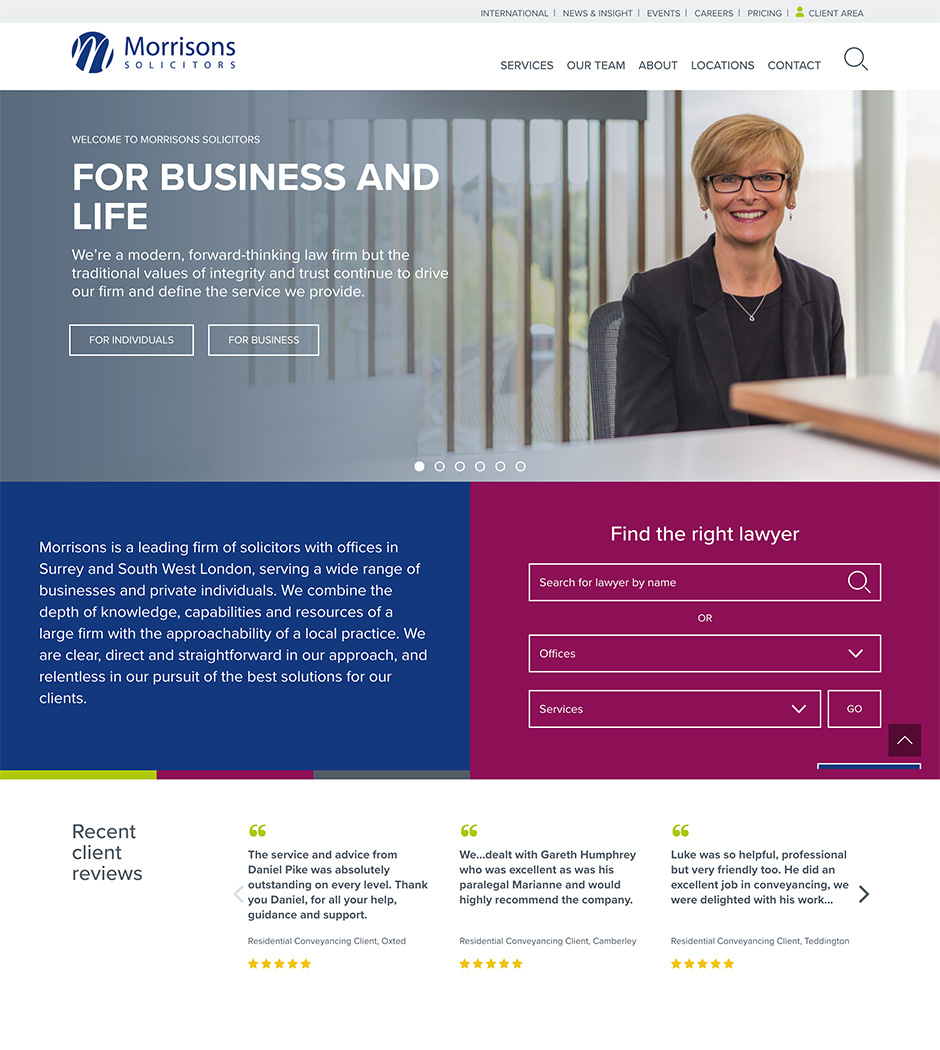 INTERNATIONAL | NEWS & INSIGHT | EVENTS | CAREERS | PRICING | CLIENT AREA
Morrisons
SOLICITORS
SERVICES OUR TEAM ABOUT LOCATIONS CONTACT
WELCOME TO MORRISONS SOLICITORS
FOR BUSINESS AND
LIFE
We're a modern, forward-thinking law firm but the
traditional values of integrity and trust continue to drive
our firm and define the service we provide.
FOR INDIVIDUALS
FOR BUSINESS
Morrisons is a leading firm of solicitors with offices in
Surrey and South West London, serving a wide range of
businesses and private individuals. We combine the
depth of knowledge, capabilities and resources of a
large firm with the approachability of a local practice. We
are clear, direct and straightforward in our approach, and
relentless in our pursuit of the best solutions for our
clients.
Find the right lawyer
Search for lawyer by name
OR
Offices
Services
GO
Recent
client
reviews
The service and advice from
Daniel Pike was absolutely
outstanding on every level. Thank
you Daniel, for all your help,
guidance and support.
Residential Conveyancing Client, Oxted
We...dealt with Gareth Humphrey
who was excellent as was his
paralegal Marianne and would
highly recommend the company.
Residential Conveyancing Client, Camberley
Luke was so helpful, professional
but very friendly too. He did an
excellent job in conveyancing, we
were delighted with his work...
Residential Conveyancing Client, Teddington